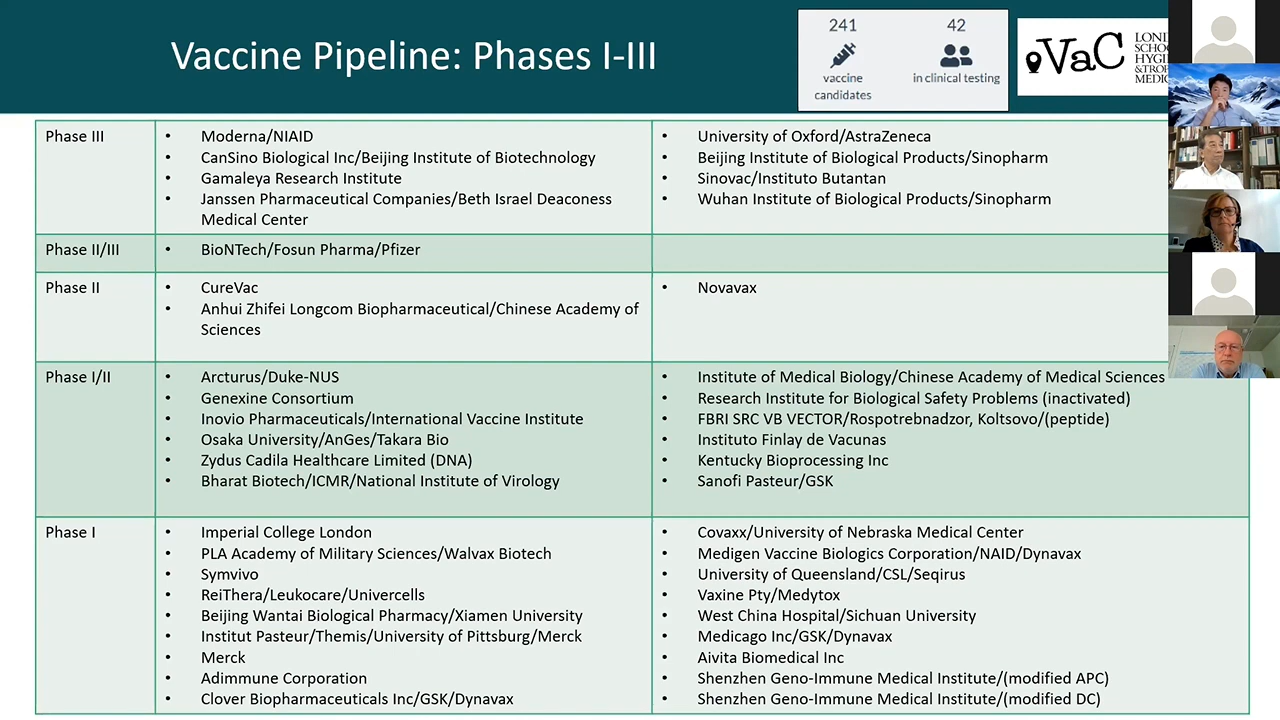 Vaccine Pipeline: Phases I-III
241
vaccine
candidates
42
in clinical testing
VaC
LOND
SCHOO
HYGI
&TRO
MEDIC
Phase III
• Moderna/NIAID
• CanSino Biological Inc/Beijing Institute of Biotechnology
• Gamaleya Research Institute
• Janssen Pharmaceutical Companies/Beth Israel Deaconess
Medical Center
• University of Oxford/AstraZeneca
• Beijing Institute of Biological Products/Sinopharm
• Sinovac/Instituto Butantan
• Wuhan Institute of Biological Products/Sinopharm
Phase II/III
• BioNTech/Fosun Pharma/Pfizer
Phase II
• CureVac
• Anhui Zhifei Longcom Biopharmaceutical/Chinese Academy of
Sciences
• Novavax
Phase I/II
• Arcturus/Duke-NUS
• Genexine Consortium
• Inovio Pharmaceuticals/International Vaccine Institute
• Osaka University/AnGes/Takara Bio
• Zydus Cadila Healthcare Limited (DNA)
• Bharat Biotech/ICMR/National Institute of Virology
• Institute of Medical Biology/Chinese Academy of Medical Sciences
• Research Institute for Biological Safety Problems (inactivated)
• FBRI SRC VB VECTOR/Rospotrebnadzor, Koltsovo/(peptide)
• Instituto Finlay de Vacunas
• Kentucky Bioprocessing Inc
• Sanofi Pasteur/GSK
Phase I
• Imperial College London
• PLA Academy of Military Sciences/Walvax Biotech
• Symvivo
• ReiThera/Leukocare/Univercells
• Beijing Wantai Biological Pharmacy/Xiamen University
• Institut Pasteur/Themis/University of Pittsburg/Merck
• Merck
• Adimmune Corporation
• Clover Biopharmaceuticals Inc/GSK/Dynavax
• Covaxx/University of Nebraska Medical Center
• Medigen Vaccine Biologics Corporation/NAID/Dynavax
• University of Queensland/CSL/Seqirus
• Vaxine Pty/Medytox
• West China Hospital/Sichuan University
• Medicago Inc/GSK/Dynavax
• Aivita Biomedical Inc
• Shenzhen Geno-Immune Medical Institute/(modified APC)
• Shenzhen Geno-Immune Medical Institute/(modified DC)